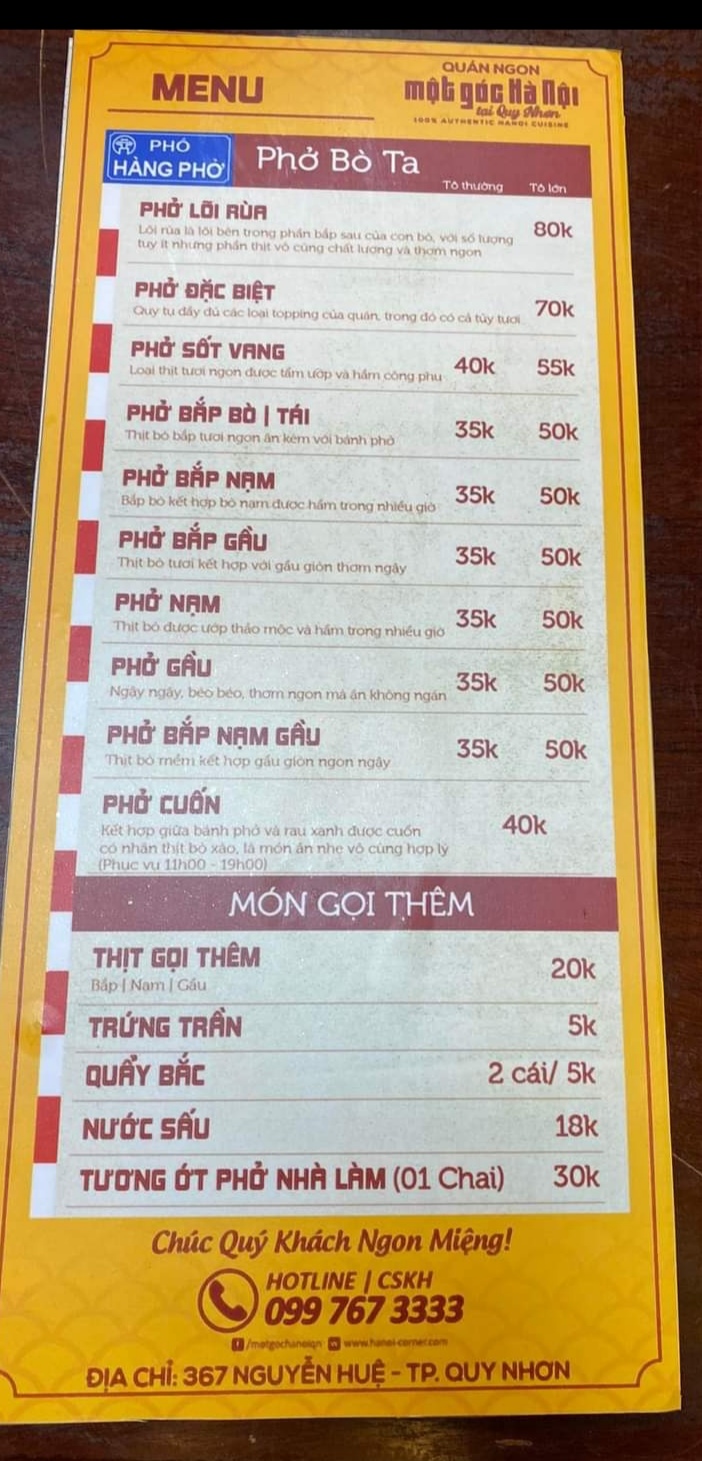 MENU
QUÁN NGON
một góc Hà Nội
tại Quy Nhơn
100% AUTHENTIC HANOI CUISINE
PHỐ
HÀNG PHỞ
Phở Bò Ta
Tô thường Tô lớn
PHỞ LÕI RÙA 80k
Lõi rùa là lõi bên trong phần bắp sau của con bò, với số lượng
tuy ít nhưng phần thịt vô cùng chất lượng và thơm ngon
PHỞ ĐẶC BIỆT 70k
Quy tụ đầy đủ các loại topping của quán, trong đó có cả tủy tươi
PHỞ SỐT VANG 40k 55k
Loại thịt tươi ngon được tẩm ướp và hầm công phu
PHỞ BẮP BÒ | TÁI 35k 50k
Thịt bò bắp tươi ngon ăn kèm với bánh phở
PHỞ BẮP NẠM 35k 50k
Bắp bò kết hợp bò nạm được hầm trong nhiều giờ
PHỞ BẮP GẦU 35k 50k
Thịt bò tươi kết hợp với gầu giòn thơm ngậy
PHỞ NẠM 35k 50k
Thịt bò được ướp thảo mộc và hầm trong nhiều giờ
PHỞ GẦU 35k 50k
Ngậy ngậy, béo béo, thơm ngon mà ăn không ngán
PHỞ BẮP NẠM GẦU 35k 50k
Thịt bò mềm kết hợp gầu giòn ngon ngậy
PHỞ CUỐN 40k
Kết hợp giữa bánh phở và rau xanh được cuốn
có nhân thịt bò xào, là món ăn nhẹ vô cùng hợp lý
(Phục vụ 11h00 - 19h00)
MÓN GỌI THÊM
THỊT GỌI THÊM 20k
Bắp | Nạm | Gầu
TRỨNG TRẦN 5k
QUẨY BẮC 2 cái/ 5k
NƯỚC SẤU 18k
TƯƠNG ỚT PHỞ NHÀ LÀM (01 Chai) 30k
Chúc Quý Khách Ngon Miệng!
HOTLINE | CSKH
099 767 3333
/motgochanoiqn www.hanoi-corner.com
ĐỊA CHỈ: 367 NGUYỄN HUỆ - TP. QUY NHƠN